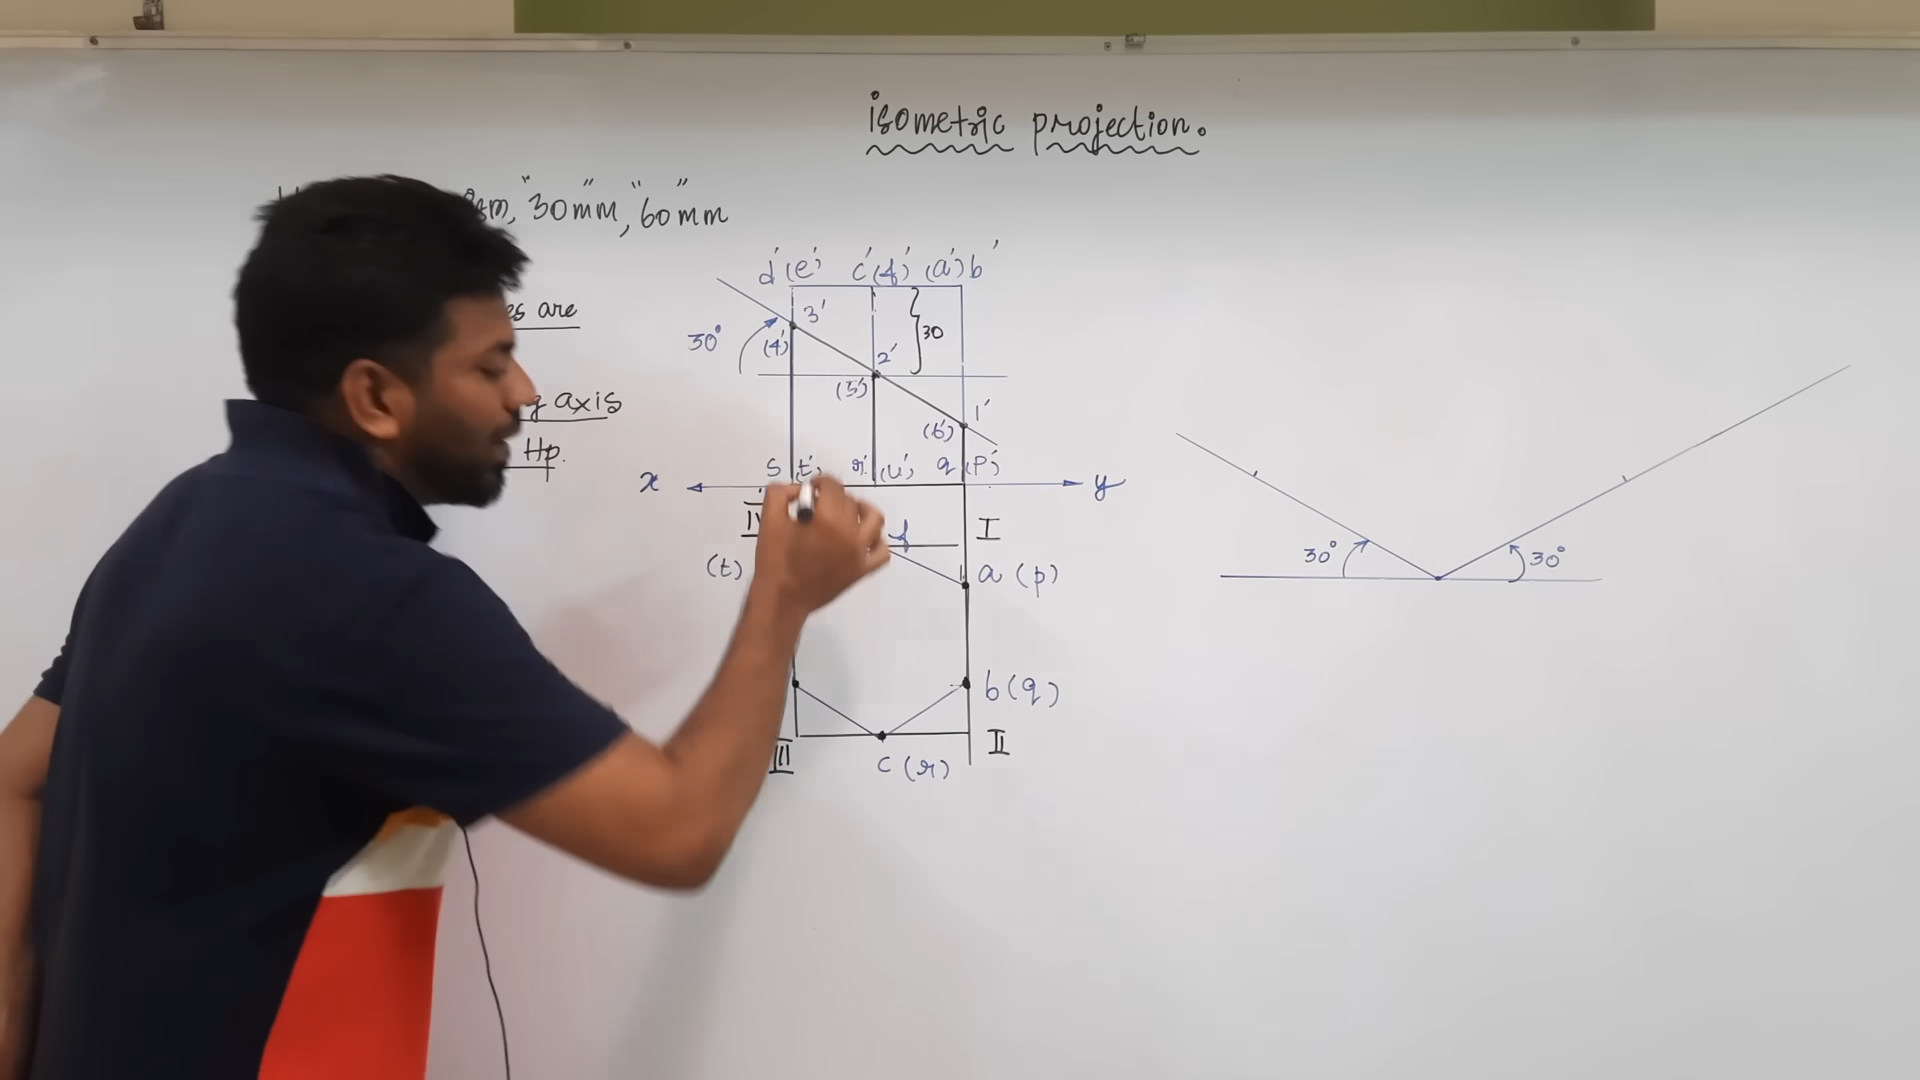 isometric projection.
30mm, 60mm
es are
axis
Hp.
d'(e') c'(f') (a')b'
30° 3' 30
(4') 2'
(5') 1'
(6')
s (t') r' (u') q (p')
x y
IV f I
(t) a (p)
30° 30°
b (q)
III II
c (r)